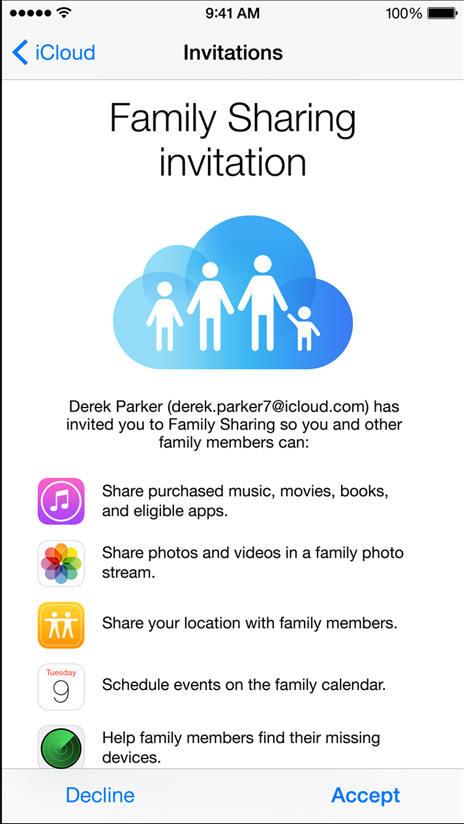 9:41 AM 100%
iCloud Invitations
Family Sharing
invitation
Derek Parker (derek.parker7@icloud.com) has
invited you to Family Sharing so you and other
family members can:
Share purchased music, movies, books,
and eligible apps.
Share photos and videos in a family photo
stream.
Share your location with family members.
Tuesday
9
Schedule events on the family calendar.
Help family members find their missing
devices.
Decline Accept